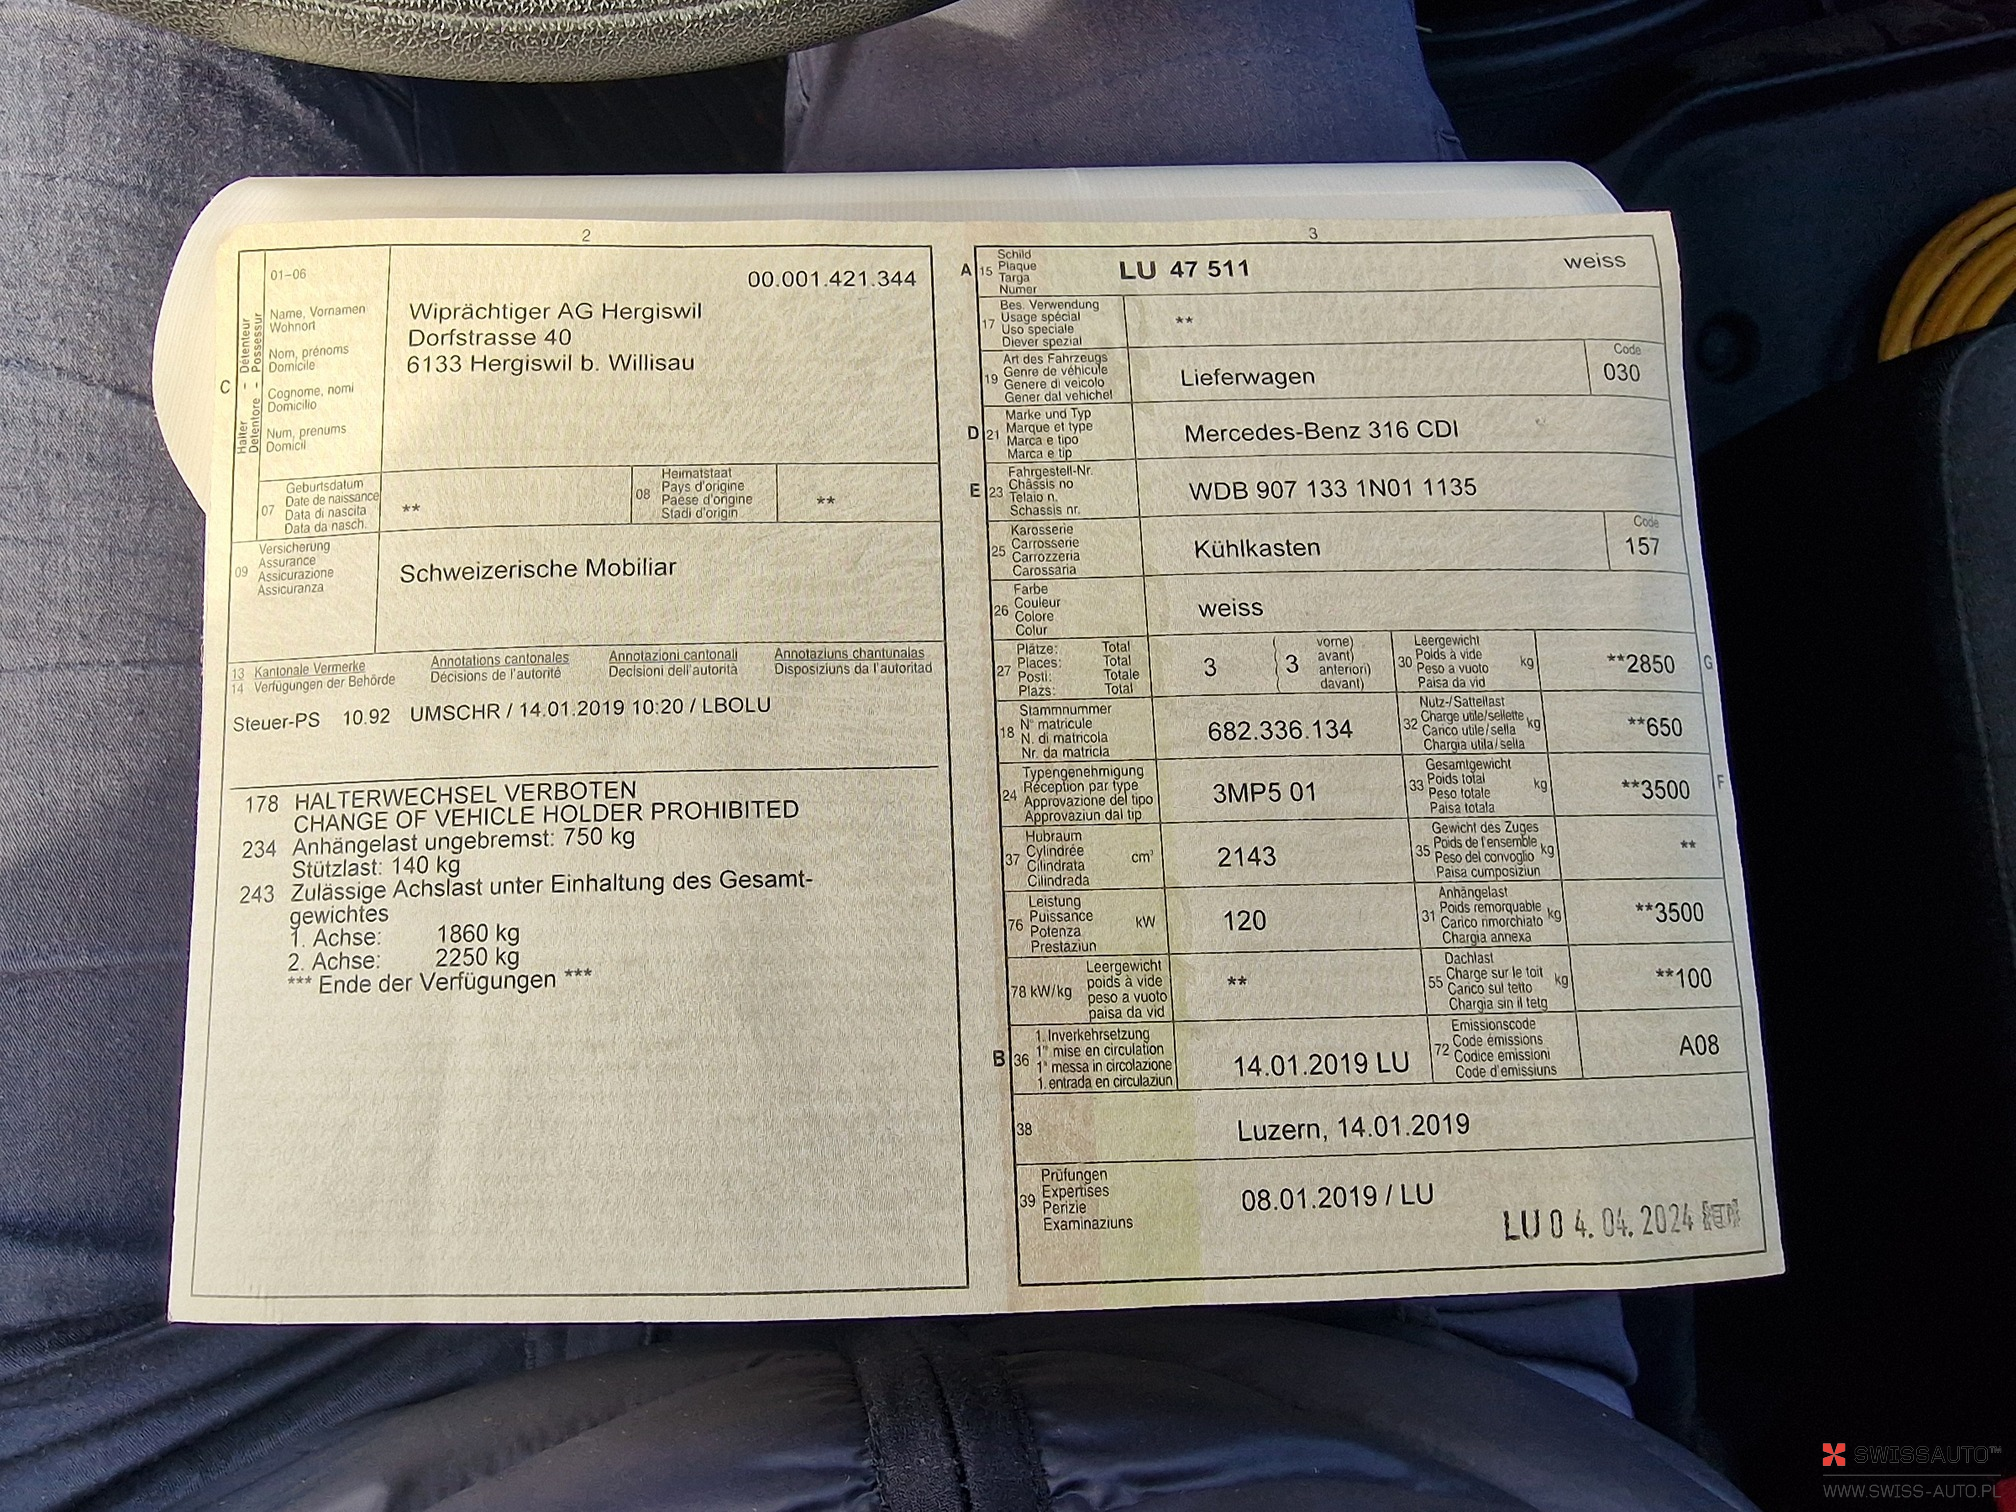 2
01-06
00.001.421.344
C
Halter - Détenteur
Detentore - Possessur
Name, Vornamen
Wohnort
Nom, prénoms
Domicile
Cognome, nomi
Domicilio
Num, prenums
Domicil
Wiprächtiger AG Hergiswil
Dorfstrasse 40
6133 Hergiswil b. Willisau
07
Geburtsdatum
Date de naissance
Data di nascita
Data da nasch.
**
08
Heimatstaat
Pays d'origine
Paese d'origine
Stadi d'origin
**
09
Versicherung
Assurance
Assicurazione
Assicuranza
Schweizerische Mobiliar
13 Kantonale Vermerke Annotations cantonales Annotazioni cantonali Annotaziuns chantunalas
14 Verfügungen der Behörde Décisions de l'autorité Decisioni dell'autorità Disposiziuns da l'autoritad
Steuer-PS 10.92 UMSCHR / 14.01.2019 10:20 / LBOLU
178 HALTERWECHSEL VERBOTEN
CHANGE OF VEHICLE HOLDER PROHIBITED
234 Anhängelast ungebremst: 750 kg
Stützlast: 140 kg
243 Zulässige Achslast unter Einhaltung des Gesamt-
gewichtes
1. Achse: 1860 kg
2. Achse: 2250 kg
*** Ende der Verfügungen ***
3
A 15
Schild
Plaque
Targa
Numer
LU 47 511 weiss
17
Bes. Verwendung
Usage spécial
Uso speciale
Diever spezial
**
19
Art des Fahrzeugs
Genre de véhicule
Genere di veicolo
Gener dal vehichel
Lieferwagen
Code
030
D 21
Marke und Typ
Marque et type
Marca e tipo
Marca e tip
Mercedes-Benz 316 CDI
E 23
Fahrgestell-Nr.
Châssis no
Telaio n.
Schassis nr.
WDB 907 133 1N01 1135
25
Karosserie
Carrosserie
Carrozzeria
Carossaria
Kühlkasten
Code
157
26
Farbe
Couleur
Colore
Colur
weiss
27
Plätze: Total
Places: Total
Posti: Totale
Plazs: Total
3
( vorne)
( 3 avant)
( anteriori)
( davant)
30
Leergewicht
Poids à vide
Peso a vuoto
Paisa da vid
kg
**2850
G
18
Stammnummer
N° matricule
N. di matricola
Nr. da matricla
682.336.134
32
Nutz-/Sattellast
Charge utile/sellette
Carico utile/sella
Chargia utila/sella
kg
**650
24
Typengenehmigung
Réception par type
Approvazione del tipo
Approvaziun dal tip
3MP5 01
33
Gesamtgewicht
Poids total
Peso totale
Paisa totala
kg
**3500
F
37
Hubraum
Cylindrée
Cilindrata
Cilindrada
cm³
2143
35
Gewicht des Zuges
Poids de l'ensemble
Peso del convoglio
Paisa cumposiziun
kg
**
76
Leistung
Puissance
Potenza
Prestaziun
kW
120
31
Anhängelast
Poids remorquable
Carico rimorchiato
Chargia annexa
kg
**3500
78 kW/kg
Leergewicht
poids à vide
peso a vuoto
paisa da vid
**
55
Dachlast
Charge sur le toit
Carico sul tetto
Chargia sin il tetg
kg
**100
B 36
1. Inverkehrsetzung
1re mise en circulation
1a messa in circolazione
1. entrada en circulaziun
14.01.2019 LU
72
Emissionscode
Code émissions
Codice emissioni
Code d'emissiuns
A08
38
Luzern, 14.01.2019
39
Prüfungen
Expertises
Perizie
Examinaziuns
08.01.2019 / LU
LU 0 4. 04. 2024
SWISSAUTO™
WWW.SWISS-AUTO.PL